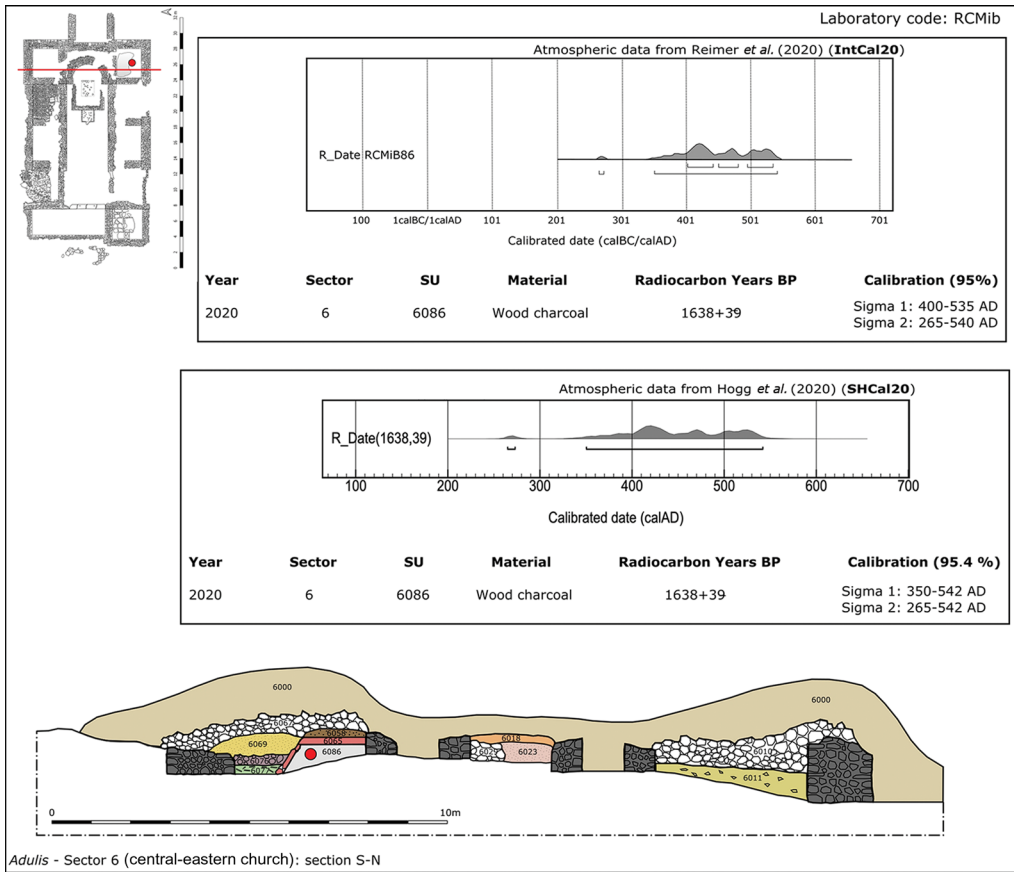 Laboratory code: RCMib
Atmospheric data from Reimer et al. (2020) (IntCal20)
R_Date RCMiB86
100 1calBC/1calAD 101 201 301 401 501 601 701
Calibrated date (calBC/calAD)
Year Sector SU Material Radiocarbon Years BP Calibration (95%)
2020 6 6086 Wood charcoal 1638+39 Sigma 1: 400-535 AD
Sigma 2: 265-540 AD
Atmospheric data from Hogg et al. (2020) (SHCal20)
R_Date(1638,39)
100 200 300 400 500 600 700
Calibrated date (calAD)
Year Sector SU Material Radiocarbon Years BP Calibration (95.4 %)
2020 6 6086 Wood charcoal 1638+39 Sigma 1: 350-542 AD
Sigma 2: 265-542 AD
6000 6000
6067
6058
6069 6065 6018
6086 6023 6010
6076
6077 6011
0 10m
Adulis - Sector 6 (central-eastern church): section S-N